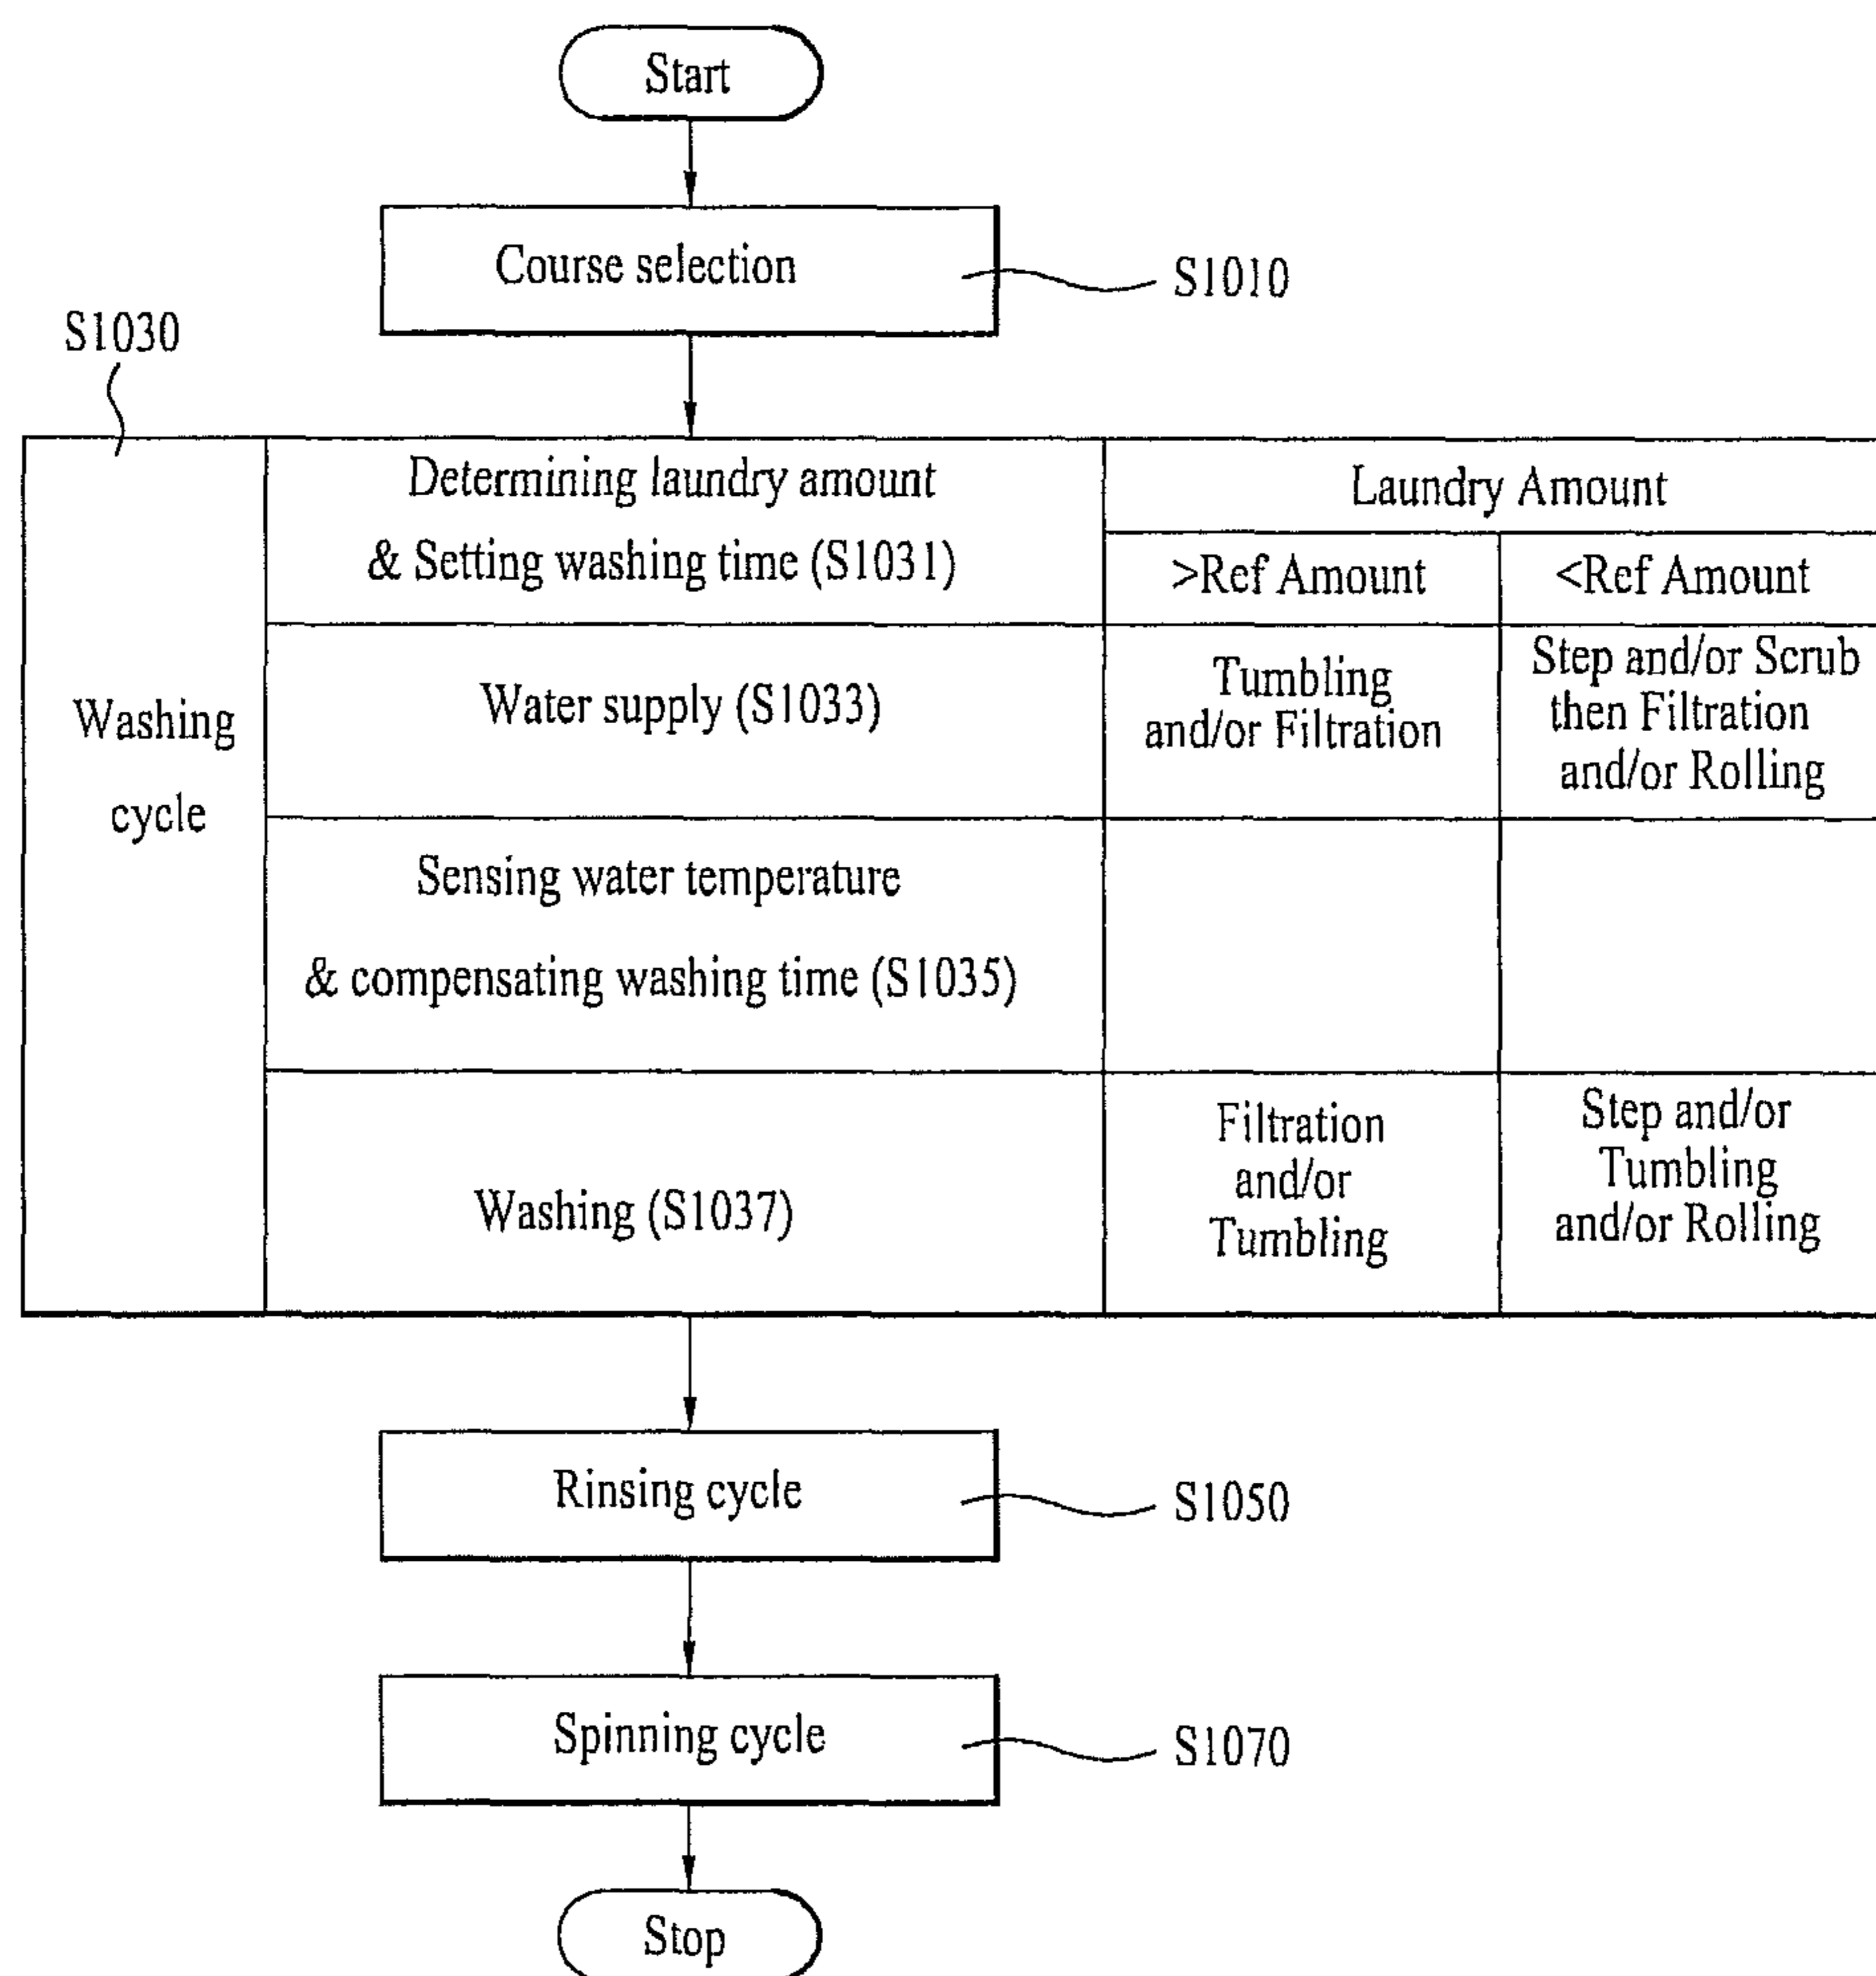 Start
Course selection
S1010
S1030
Washing
cycle
Determining laundry amount
& Setting washing time (S1031)
Laundry Amount
>Ref Amount
<Ref Amount
Water supply (S1033)
Tumbling
and/or Filtration
Step and/or Scrub
then Filtration
and/or Rolling
Sensing water temperature
& compensating washing time (S1035)
Washing (S1037)
Filtration
and/or
Tumbling
Step and/or
Tumbling
and/or Rolling
Rinsing cycle
S1050
Spinning cycle
S1070
Stop